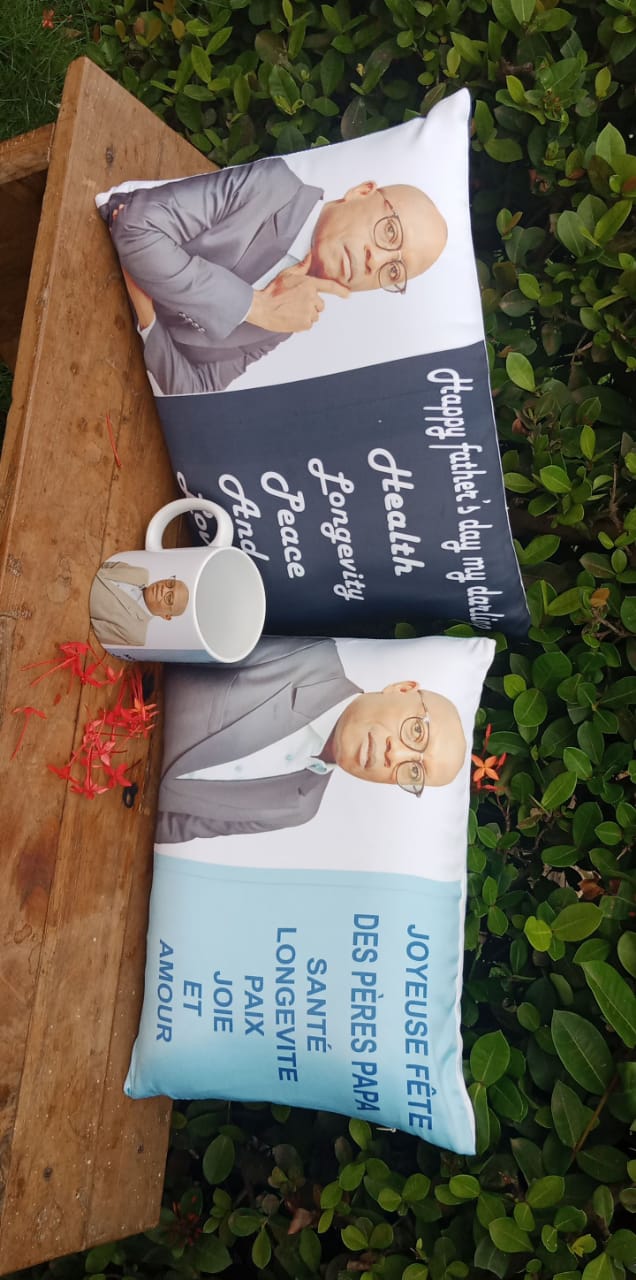 Happy father's day my
Health
Longevity
Peace
And
JOYEUSE FÊTE
DES PÈRES PAPA
SANTÉ
LONGEVITE
PAIX
JOIE
ET
AMOUR